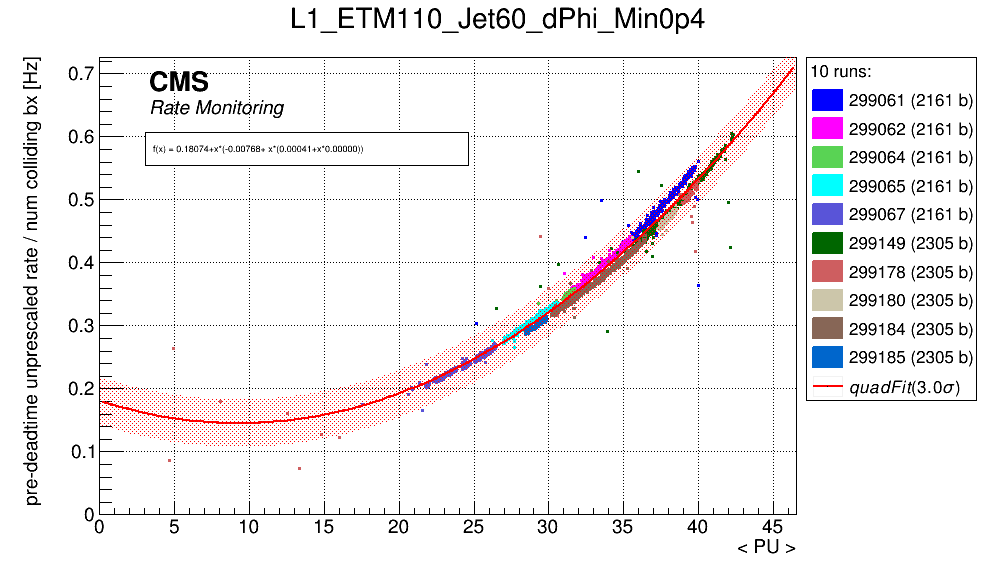 L1_ETM110_Jet60_dPhi_Min0p4
pre-deadtime unprescaled rate / num colliding bx [Hz]
0.7
0.6
0.5
0.4
0.3
0.2
0.1
0
CMS
Rate Monitoring
f(x) = 0.18074+x*(-0.00768+ x*(0.00041+x*0.00000))
0 5 10 15 20 25 30 35 40 45
< PU >
10 runs:
299061 (2161 b)
299062 (2161 b)
299064 (2161 b)
299065 (2161 b)
299067 (2161 b)
299149 (2305 b)
299178 (2305 b)
299180 (2305 b)
299184 (2305 b)
299185 (2305 b)
quadFit(3.0σ)